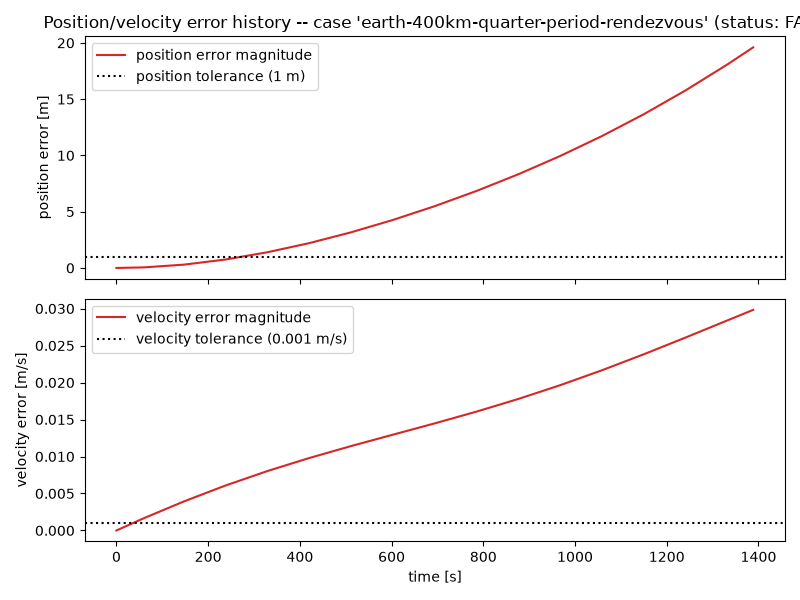 Position/velocity error history -- case 'earth-400km-quarter-period-rendezvous' (status: FA
20
15
10
5
0
position error [m]
position error magnitude
position tolerance (1 m)
0.030
0.025
0.020
0.015
0.010
0.005
0.000
velocity error [m/s]
velocity error magnitude
velocity tolerance (0.001 m/s)
0 200 400 600 800 1000 1200 1400
time [s]